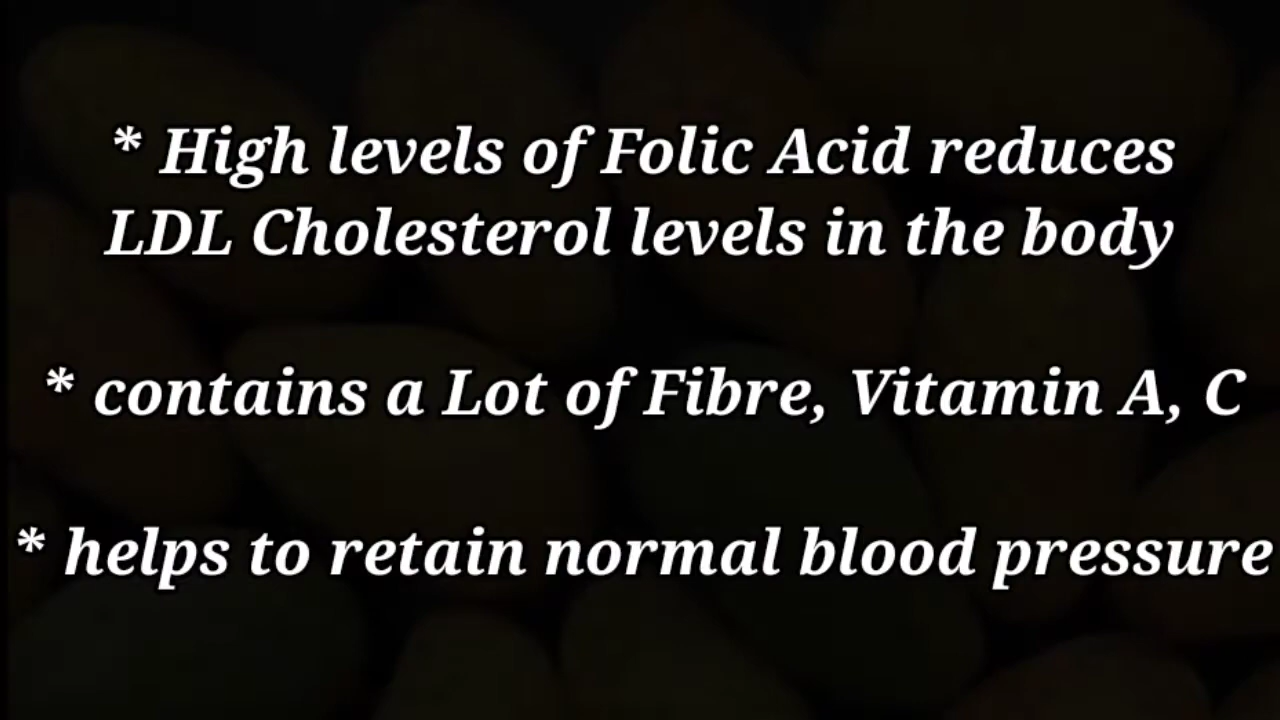 * High levels of Folic Acid reduces
LDL Cholesterol levels in the body
* contains a Lot of Fibre, Vitamin A, C
* helps to retain normal blood pressure